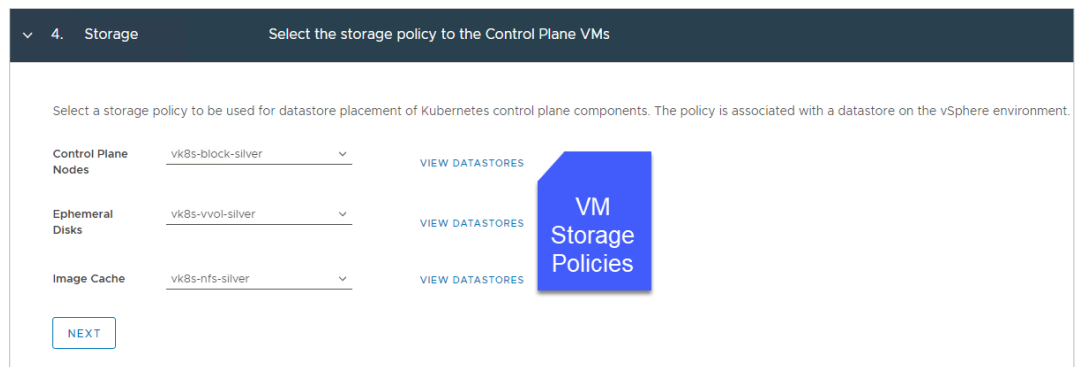 4. Storage Select the storage policy to the Control Plane VMs
Select a storage policy to be used for datastore placement of Kubernetes control plane components. The policy is associated with a datastore on the vSphere environment.
Control Plane
Nodes
vk8s-block-silver
VIEW DATASTORES
Ephemeral
Disks
vk8s-vvol-silver
VIEW DATASTORES
Image Cache
vk8s-nfs-silver
VIEW DATASTORES
VM
Storage
Policies
NEXT